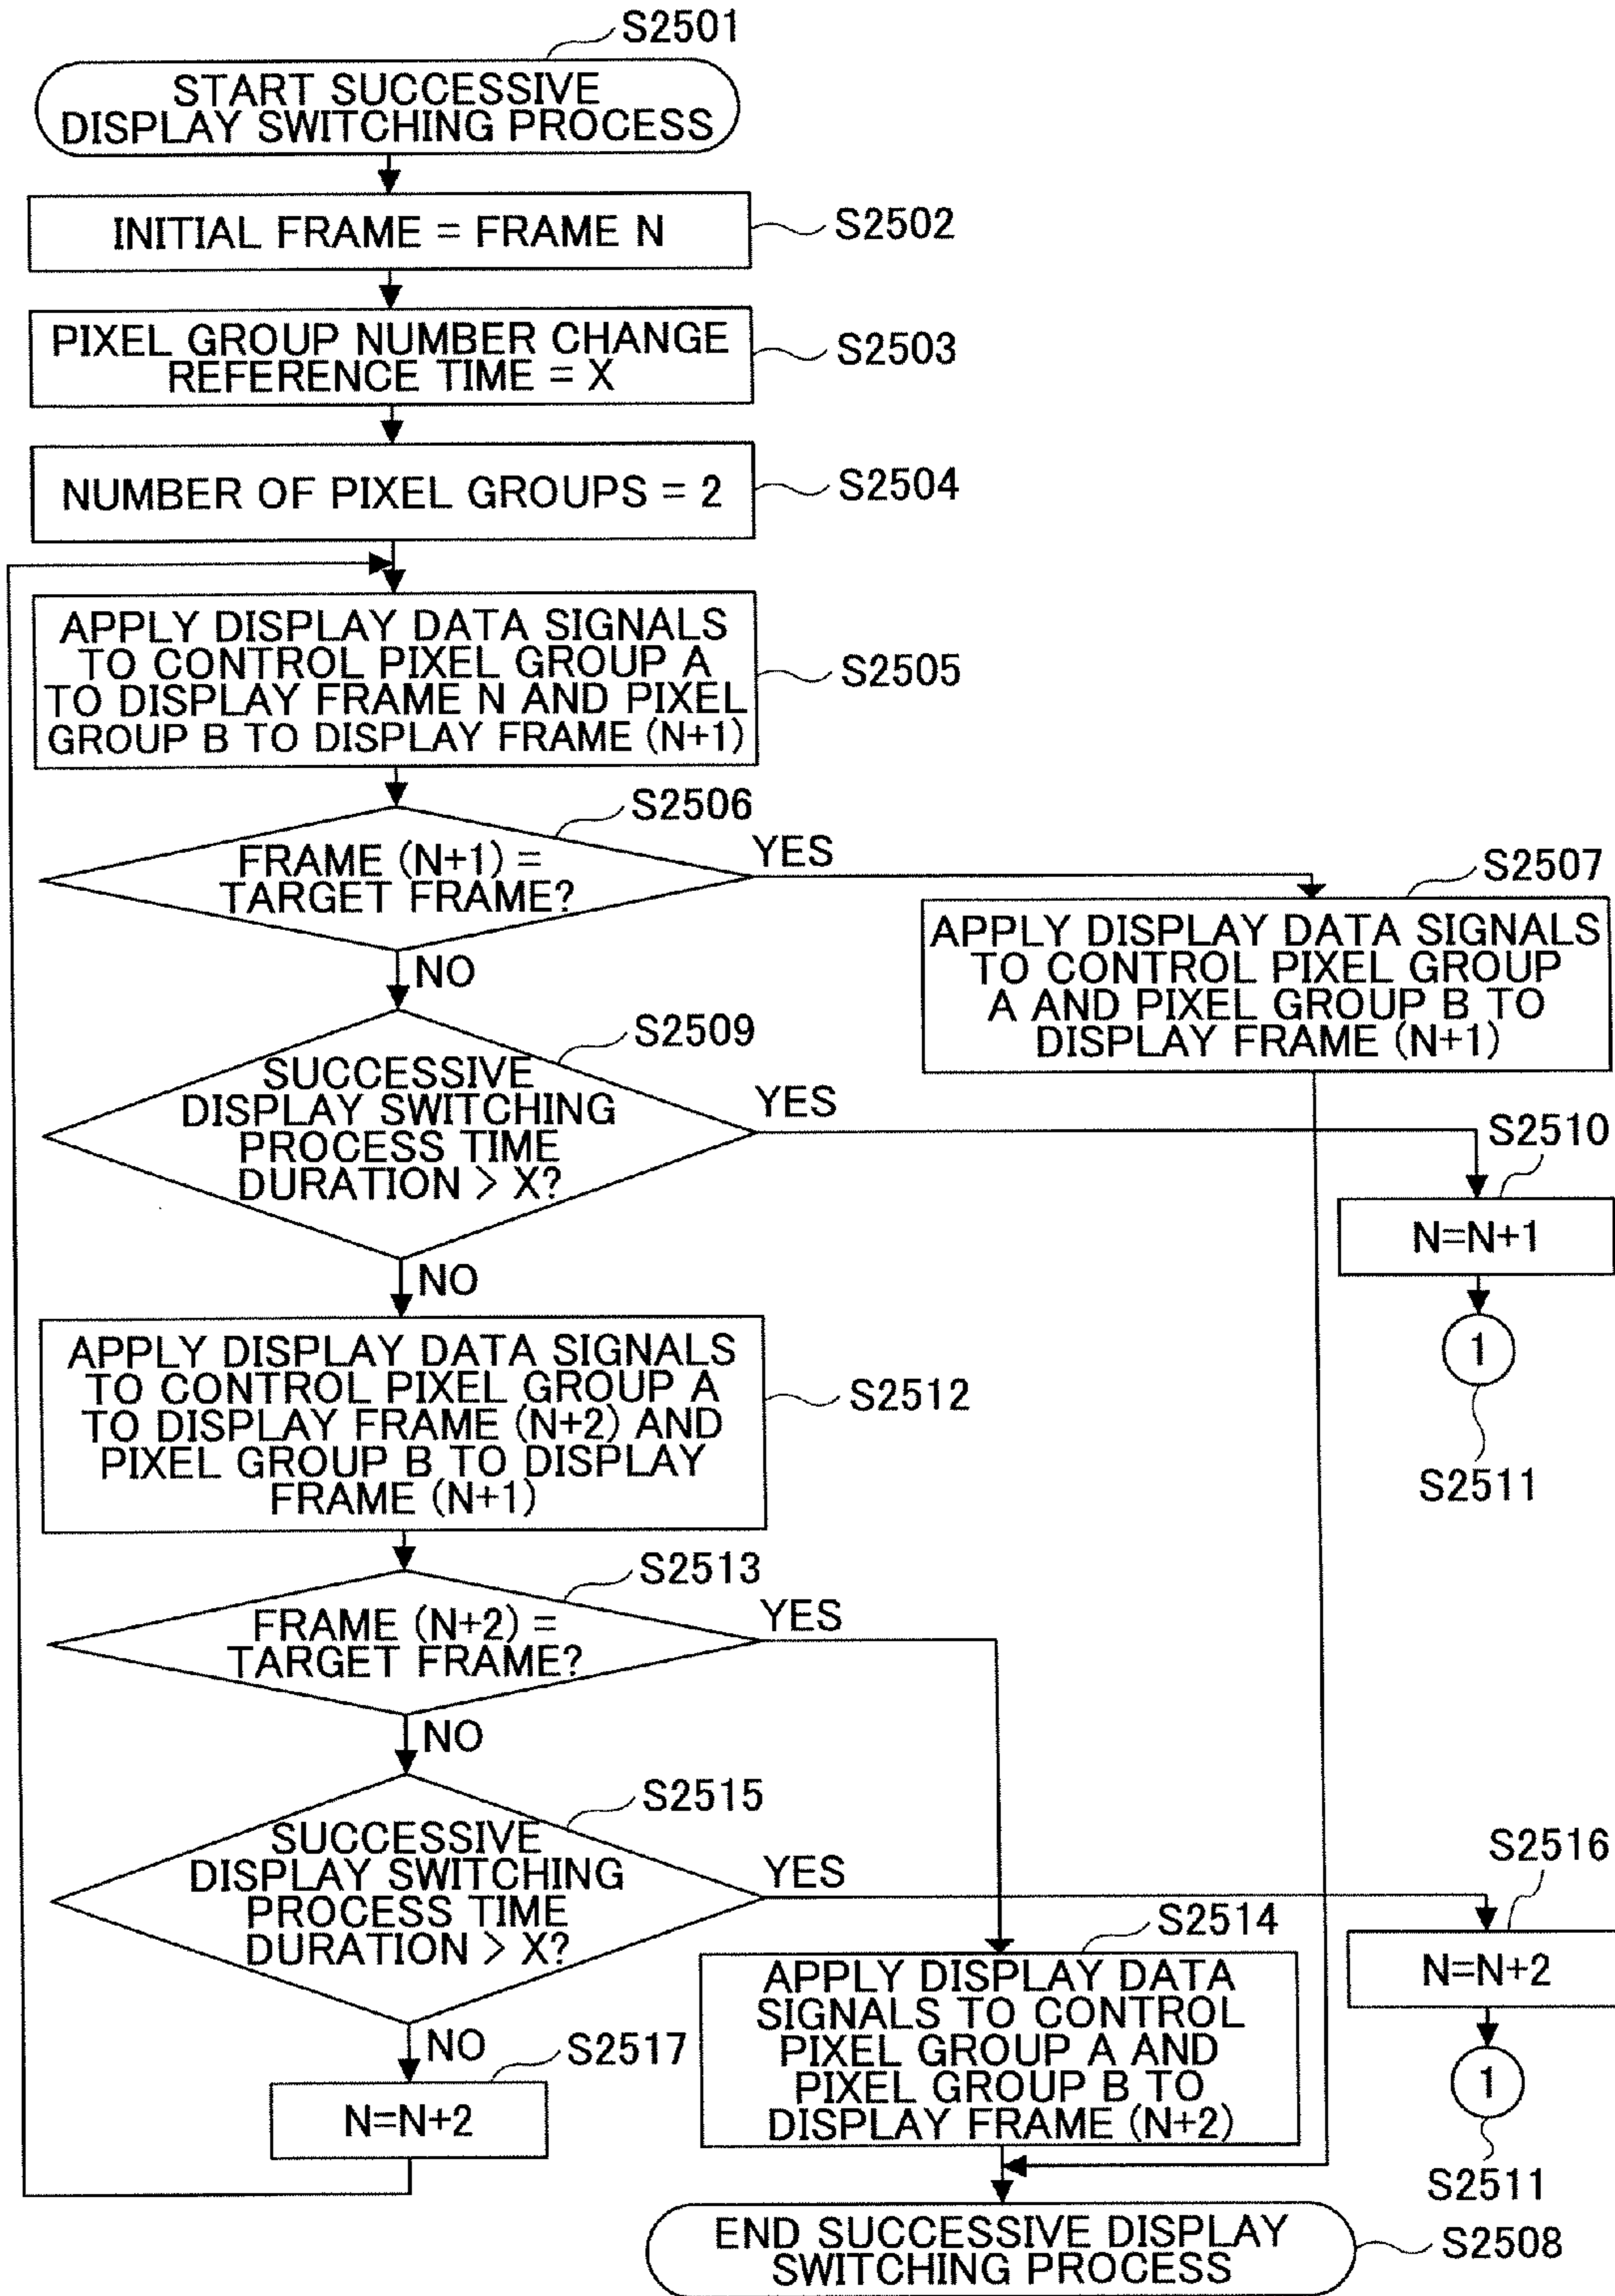 S2501
START SUCCESSIVE
DISPLAY SWITCHING PROCESS
INITIAL FRAME = FRAME N
S2502
PIXEL GROUP NUMBER CHANGE
REFERENCE TIME = X
S2503
NUMBER OF PIXEL GROUPS = 2
S2504
APPLY DISPLAY DATA SIGNALS
TO CONTROL PIXEL GROUP A
TO DISPLAY FRAME N AND PIXEL
GROUP B TO DISPLAY FRAME (N+1)
S2505
S2506
FRAME (N+1) =
TARGET FRAME?
YES
NO
S2507
APPLY DISPLAY DATA SIGNALS
TO CONTROL PIXEL GROUP
A AND PIXEL GROUP B TO
DISPLAY FRAME (N+1)
S2509
SUCCESSIVE
DISPLAY SWITCHING
PROCESS TIME
DURATION > X?
YES
NO
S2510
N=N+1
1
S2511
APPLY DISPLAY DATA SIGNALS
TO CONTROL PIXEL GROUP A
TO DISPLAY FRAME (N+2) AND
PIXEL GROUP B TO DISPLAY
FRAME (N+1)
S2512
S2513
FRAME (N+2) =
TARGET FRAME?
YES
NO
S2515
SUCCESSIVE
DISPLAY SWITCHING
PROCESS TIME
DURATION > X?
YES
NO
S2516
N=N+2
1
S2511
S2514
APPLY DISPLAY DATA
SIGNALS TO CONTROL
PIXEL GROUP A AND
PIXEL GROUP B TO
DISPLAY FRAME (N+2)
S2517
N=N+2
END SUCCESSIVE DISPLAY
SWITCHING PROCESS
S2508